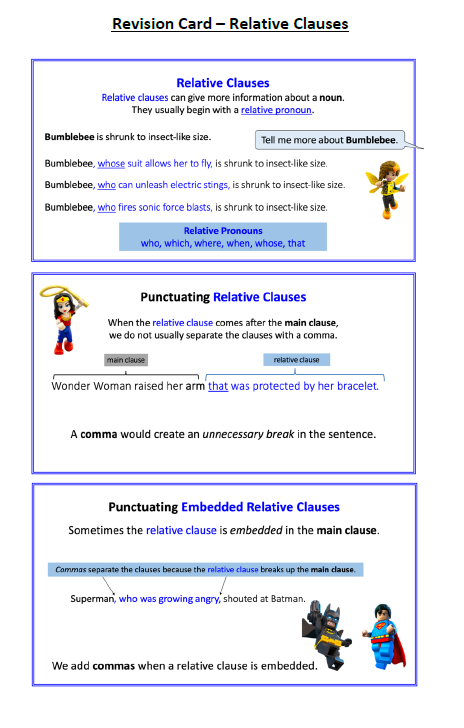 Revision Card – Relative Clauses
Relative Clauses
Relative clauses can give more information about a noun.
They usually begin with a relative pronoun.
Bumblebee is shrunk to insect-like size.
Tell me more about Bumblebee.
Bumblebee, whose suit allows her to fly, is shrunk to insect-like size.
Bumblebee, who can unleash electric stings, is shrunk to insect-like size.
Bumblebee, who fires sonic force blasts, is shrunk to insect-like size.
Relative Pronouns
who, which, where, when, whose, that
Punctuating Relative Clauses
When the relative clause comes after the main clause,
we do not usually separate the clauses with a comma.
main clause
relative clause
Wonder Woman raised her arm that was protected by her bracelet.
A comma would create an unnecessary break in the sentence.
Punctuating Embedded Relative Clauses
Sometimes the relative clause is embedded in the main clause.
Commas separate the clauses because the relative clause breaks up the main clause.
Superman, who was growing angry, shouted at Batman.
We add commas when a relative clause is embedded.